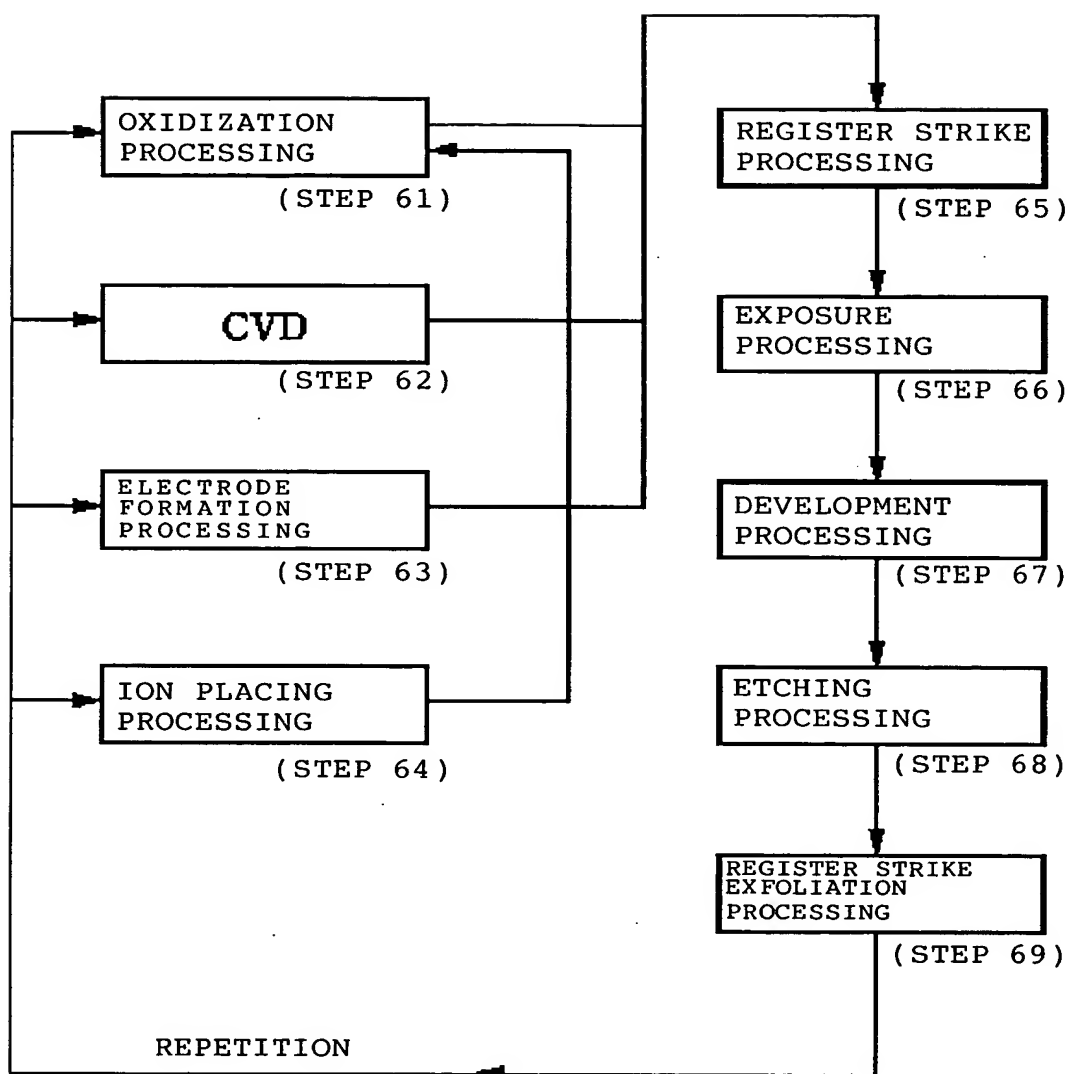 OXIDIZATION
PROCESSING
(STEP 61)
CVD
(STEP 62)
ELECTRODE
FORMATION
PROCESSING
(STEP 63)
ION PLACING
PROCESSING
(STEP 64)
REGISTER STRIKE
PROCESSING
(STEP 65)
EXPOSURE
PROCESSING
(STEP 66)
DEVELOPMENT
PROCESSING
(STEP 67)
ETCHING
PROCESSING
(STEP 68)
REGISTER STRIKE
EXFOLIATION
PROCESSING
(STEP 69)
REPETITION